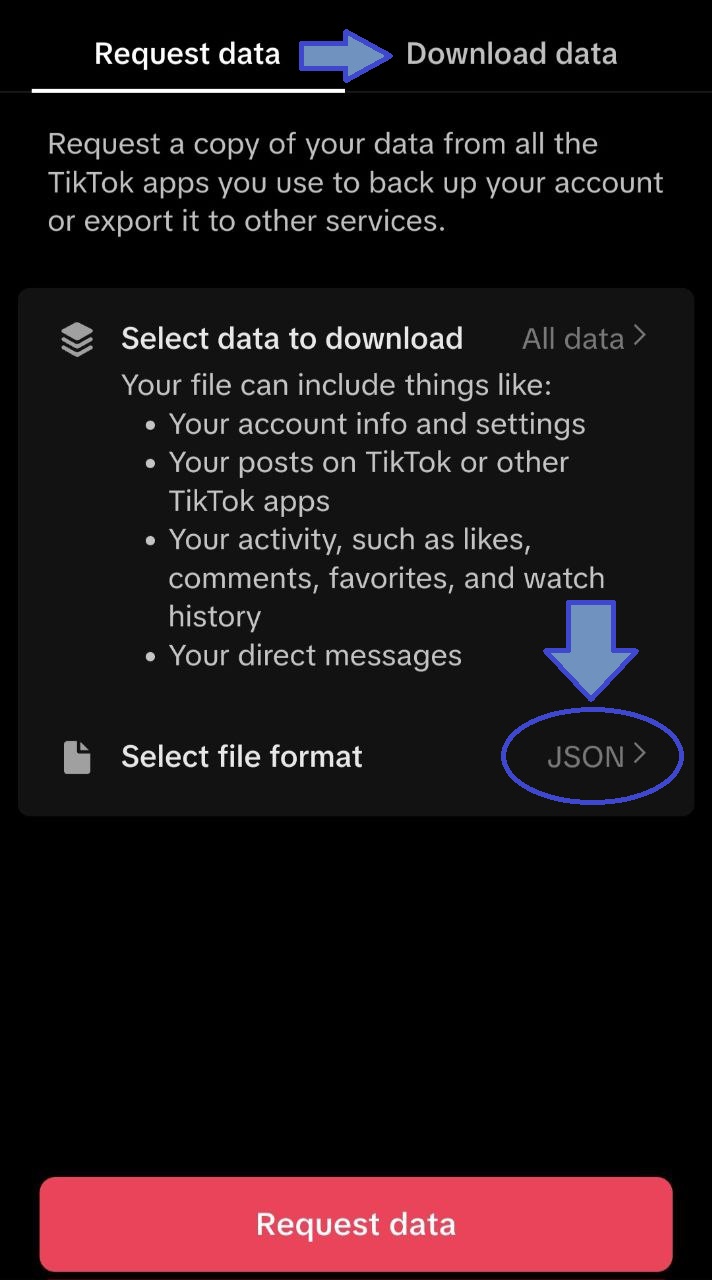 Request data
Download data
Request a copy of your data from all the
TikTok apps you use to back up your account
or export it to other services.
Select data to download
All data
Your file can include things like:
• Your account info and settings
• Your posts on TikTok or other
TikTok apps
• Your activity, such as likes,
comments, favorites, and watch
history
• Your direct messages
Select file format
JSON
Request data